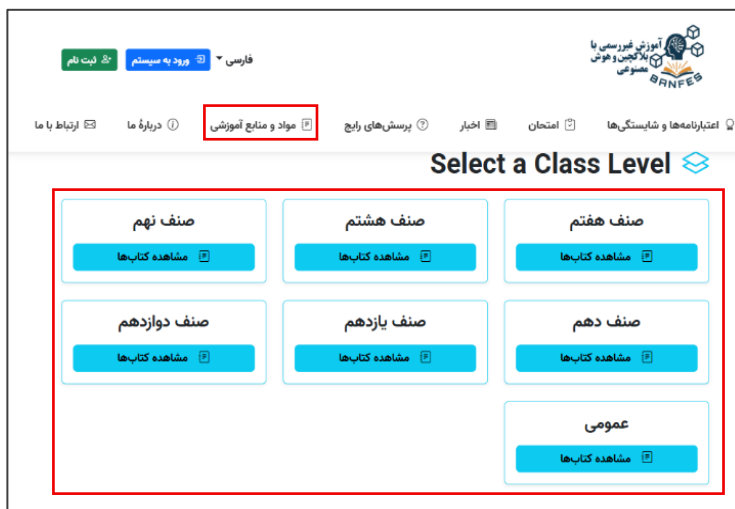 آموزش غیررسمی با
بلاکچین و هوش
مصنوعی
BANFES
فارسی
ورود به سیستم
ثبت نام
اعتبارنامه‌ها و شایستگی‌ها
امتحان
اخبار
پرسش‌های رایج
مواد و منابع آموزشی
دربارهٔ ما
ارتباط با ما
Select a Class Level
صنف هفتم
مشاهده کتاب‌ها
صنف هشتم
مشاهده کتاب‌ها
صنف نهم
مشاهده کتاب‌ها
صنف دهم
مشاهده کتاب‌ها
صنف یازدهم
مشاهده کتاب‌ها
صنف دوازدهم
مشاهده کتاب‌ها
عمومی
مشاهده کتاب‌ها